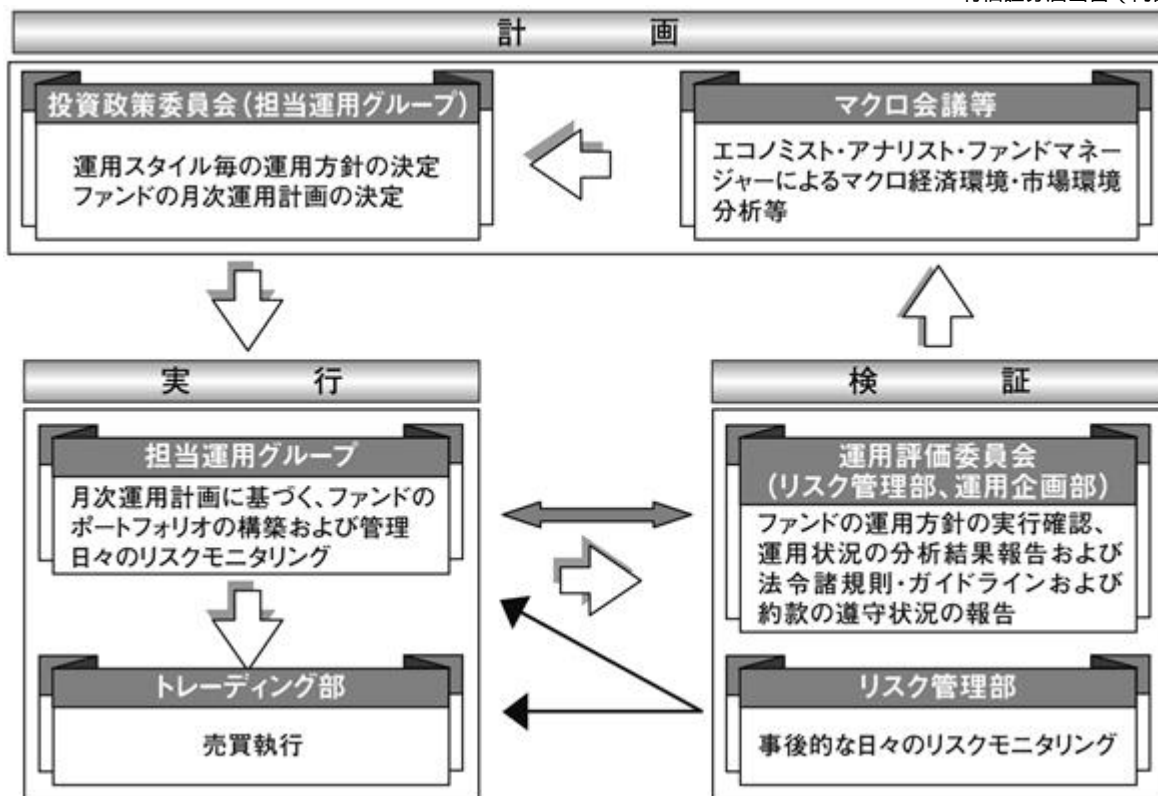 計　画
投資政策委員会（担当運用グループ）
運用スタイル毎の運用方針の決定
ファンドの月次運用計画の決定
マクロ会議等
エコノミスト・アナリスト・ファンドマネー
ジャーによるマクロ経済環境・市場環境
分析等
実　行
担当運用グループ
月次運用計画に基づく、ファンドの
ポートフォリオの構築および管理
日々のリスクモニタリング
トレーディング部
売買執行
検　証
運用評価委員会
（リスク管理部、運用企画部）
ファンドの運用方針の実行確認、
運用状況の分析結果報告および
法令諸規則・ガイドラインおよび
約款の遵守状況の報告
リスク管理部
事後的な日々のリスクモニタリング